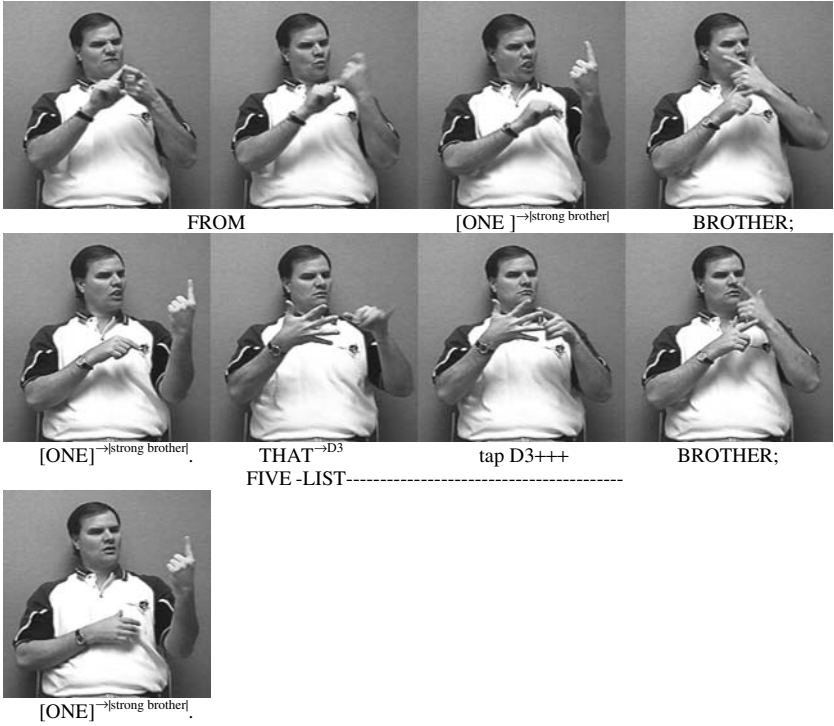 FROM [ONE ]→|strong brother| BROTHER;
[ONE]→|strong brother|. THAT→D3 tap D3+++ BROTHER;
FIVE -LIST-----------------------------------------
[ONE]→|strong brother|.